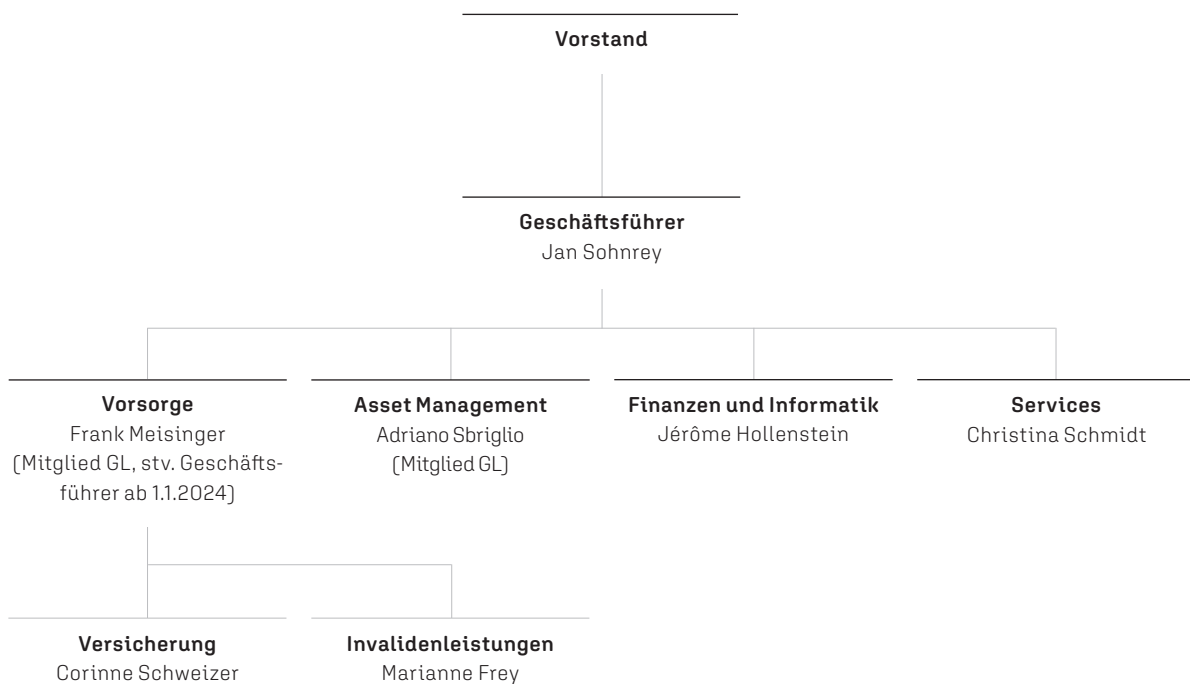 Vorstand
Geschäftsführer
Jan Sohnrey
Vorsorge
Frank Meisinger
(Mitglied GL, stv. Geschäfts-
führer ab 1.1.2024)
Asset Management
Adriano Sbriglio
(Mitglied GL)
Finanzen und Informatik
Jérôme Hollenstein
Services
Christina Schmidt
Versicherung
Corinne Schweizer
Invalidenleistungen
Marianne Frey